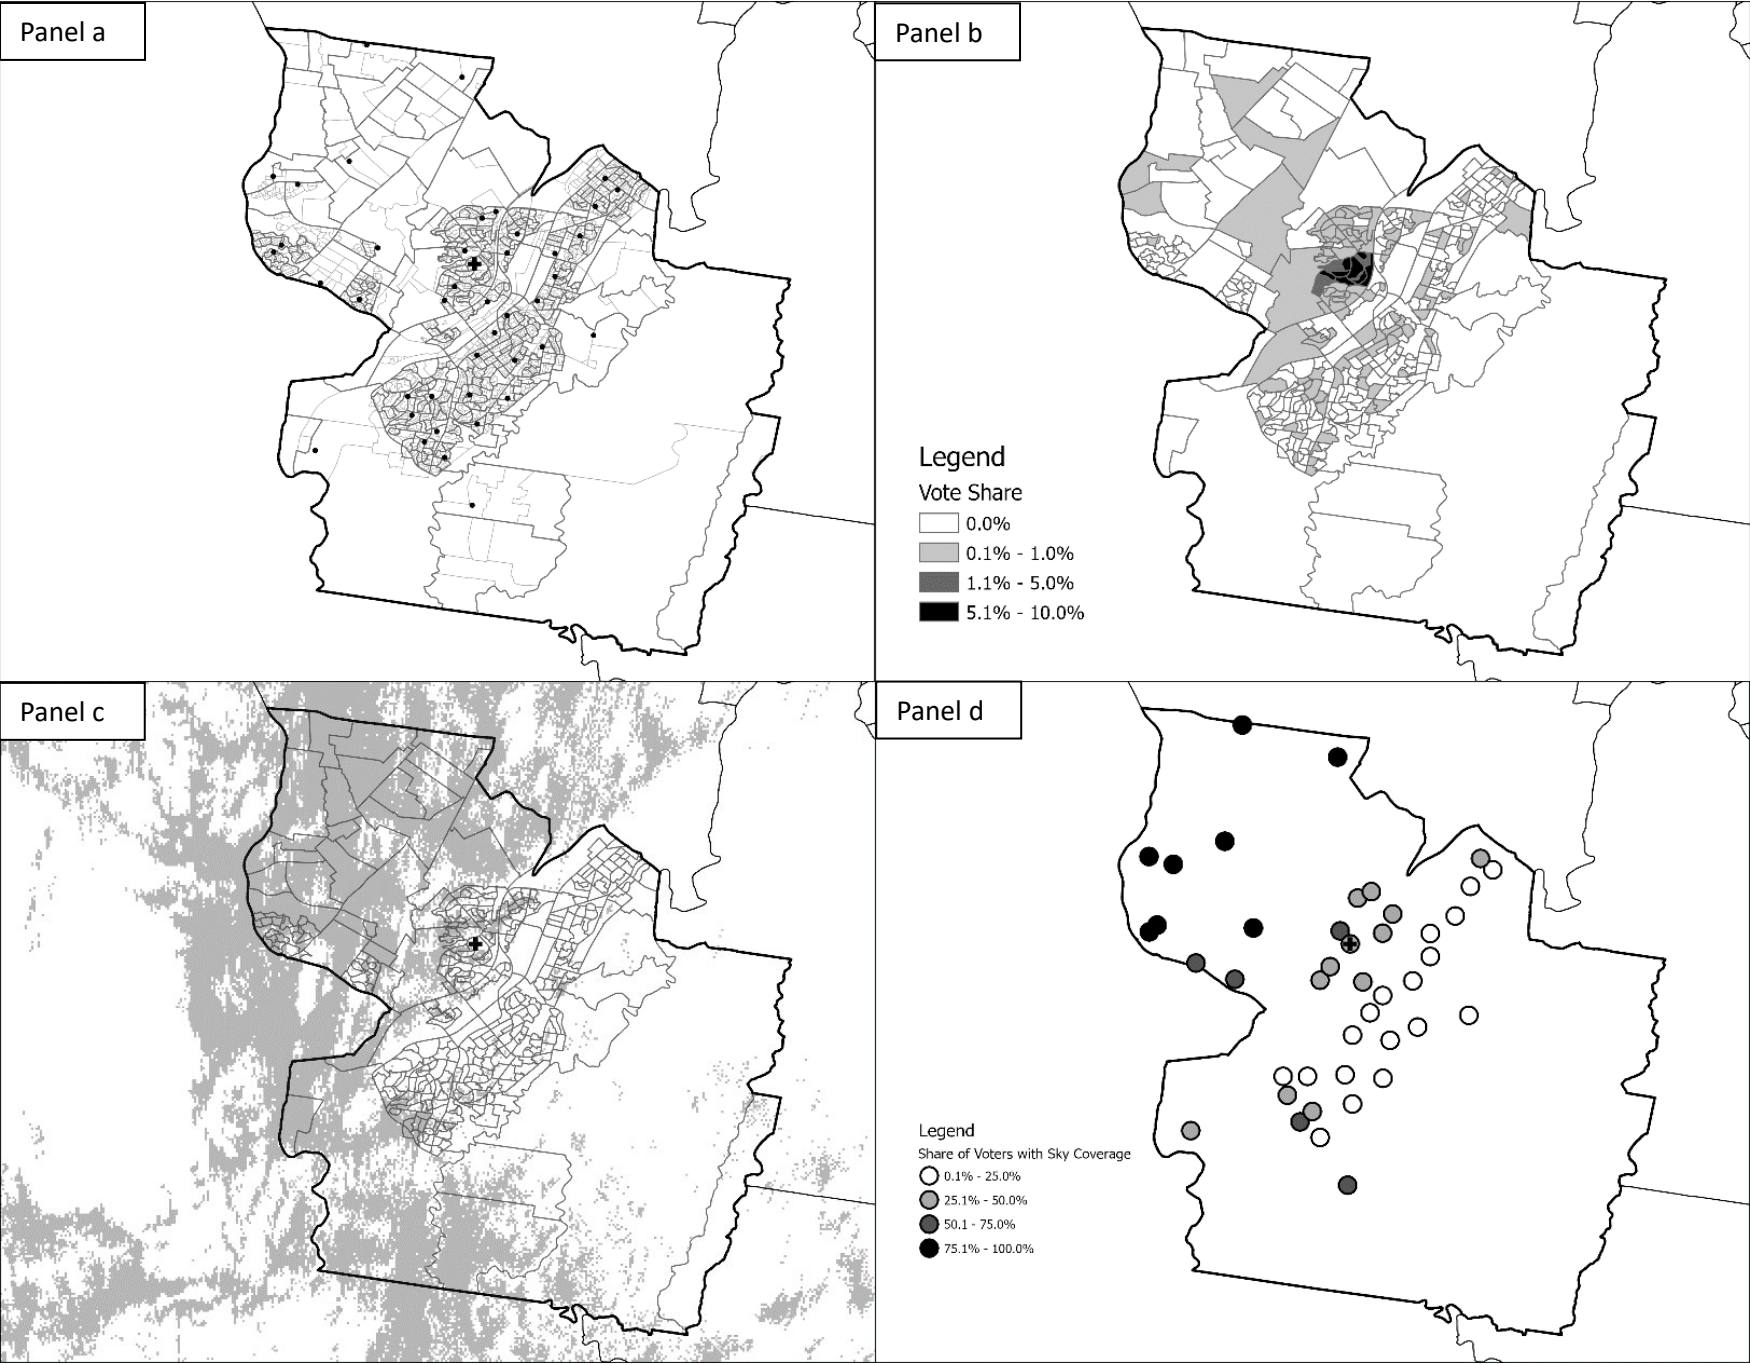 Panel a
Panel b
Legend
Vote Share
0.0%
0.1% - 1.0%
1.1% - 5.0%
5.1% - 10.0%
Panel c
Panel d
Legend
Share of Voters with Sky Coverage
0.1% - 25.0%
25.1% - 50.0%
50.1 - 75.0%
75.1% - 100.0%